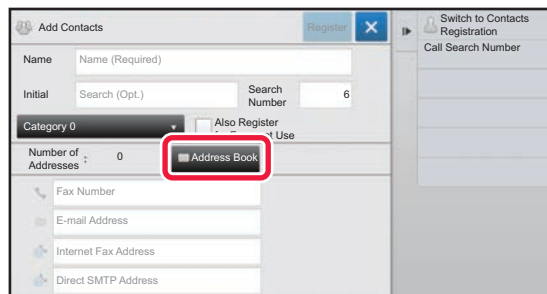 Add Contacts
Register
Switch to Contacts
Registration
Call Search Number
Name
Name (Required)
Initial
Search (Opt.)
Search
Number
6
Category 0
Also Register
Use
Number of
Addresses
:
0
Address Book
Fax Number
E-mail Address
Internet Fax Address
Direct SMTP Address